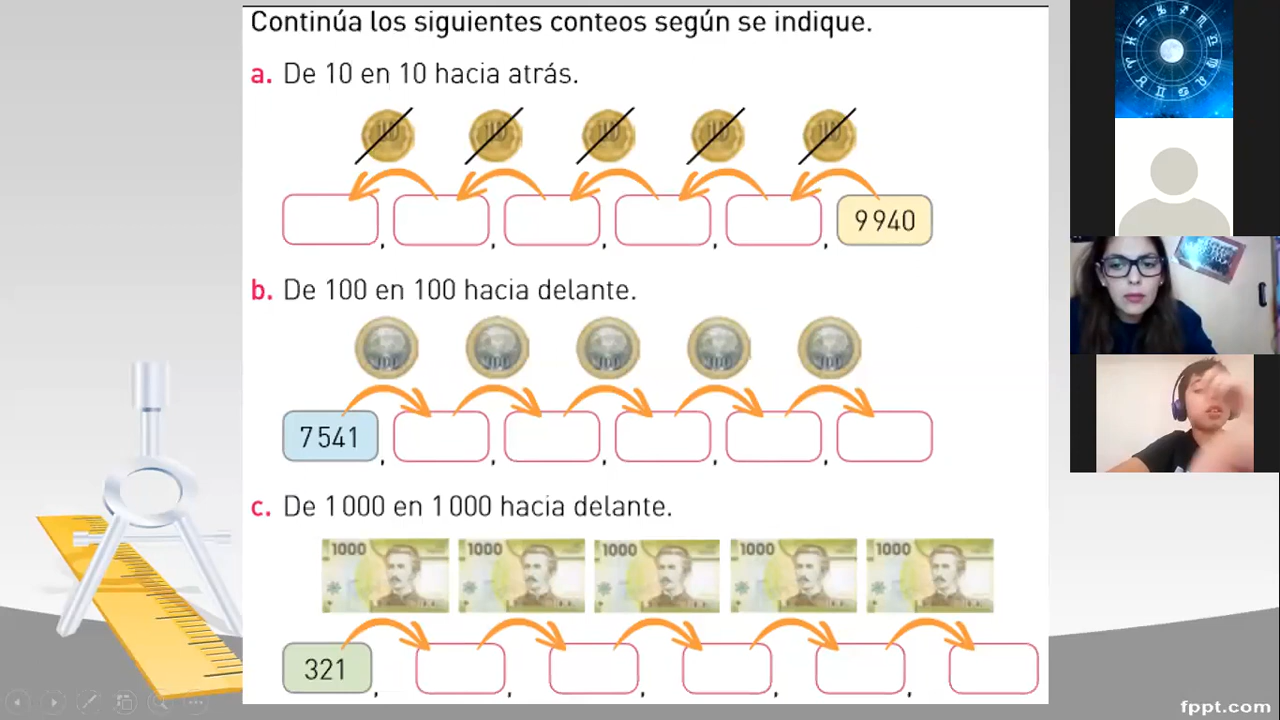 Continúa los siguientes conteos según se indique.
a. De 10 en 10 hacia atrás.
9 940
b. De 100 en 100 hacia delante.
7 541
c. De 1 000 en 1 000 hacia delante.
1000 1000 1000 1000 1000
321
fppt.com